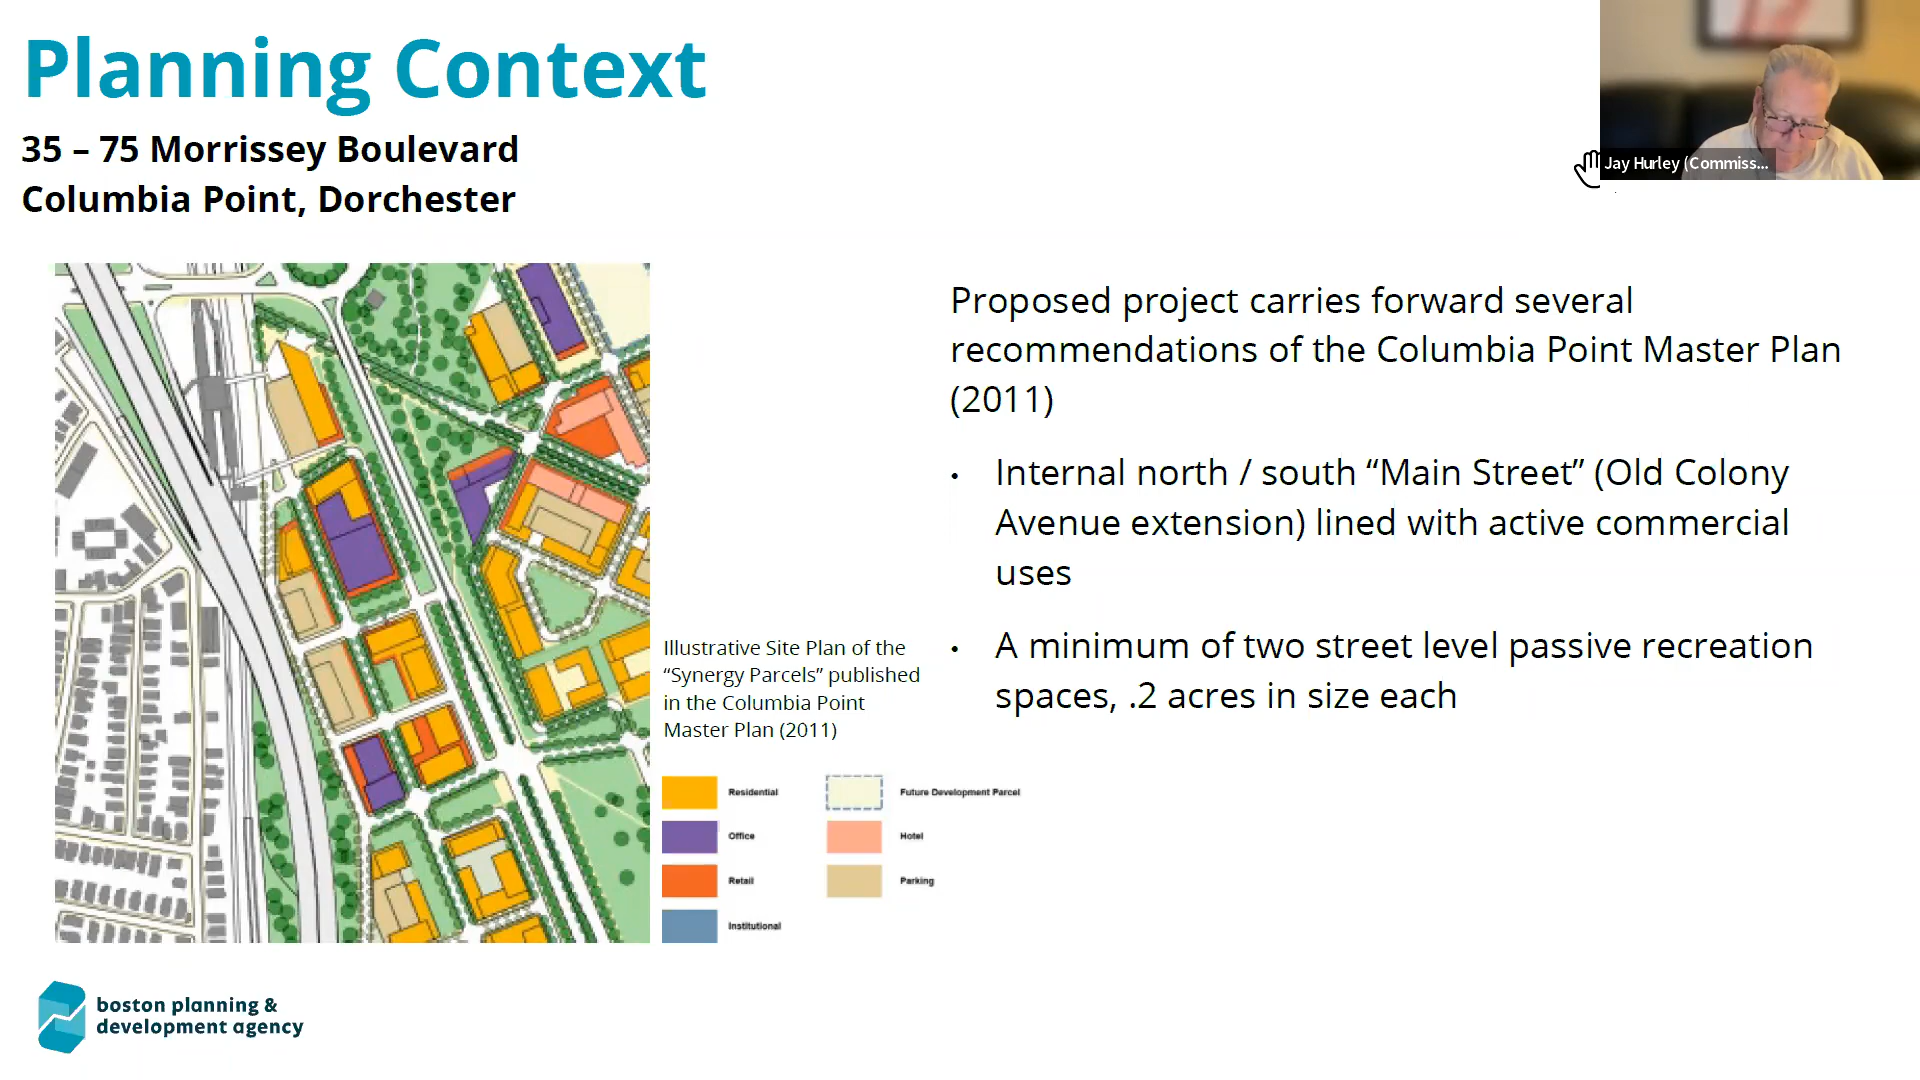 Planning Context
35 – 75 Morrissey Boulevard
Columbia Point, Dorchester
Jay Hurley (Commiss...
Proposed project carries forward several
recommendations of the Columbia Point Master Plan
(2011)
• Internal north / south “Main Street” (Old Colony
Avenue extension) lined with active commercial
uses
• A minimum of two street level passive recreation
spaces, .2 acres in size each
Illustrative Site Plan of the
“Synergy Parcels” published
in the Columbia Point
Master Plan (2011)
Residential
Office
Retail
Institutional
Future Development Parcel
Hotel
Parking
boston planning &
development agency